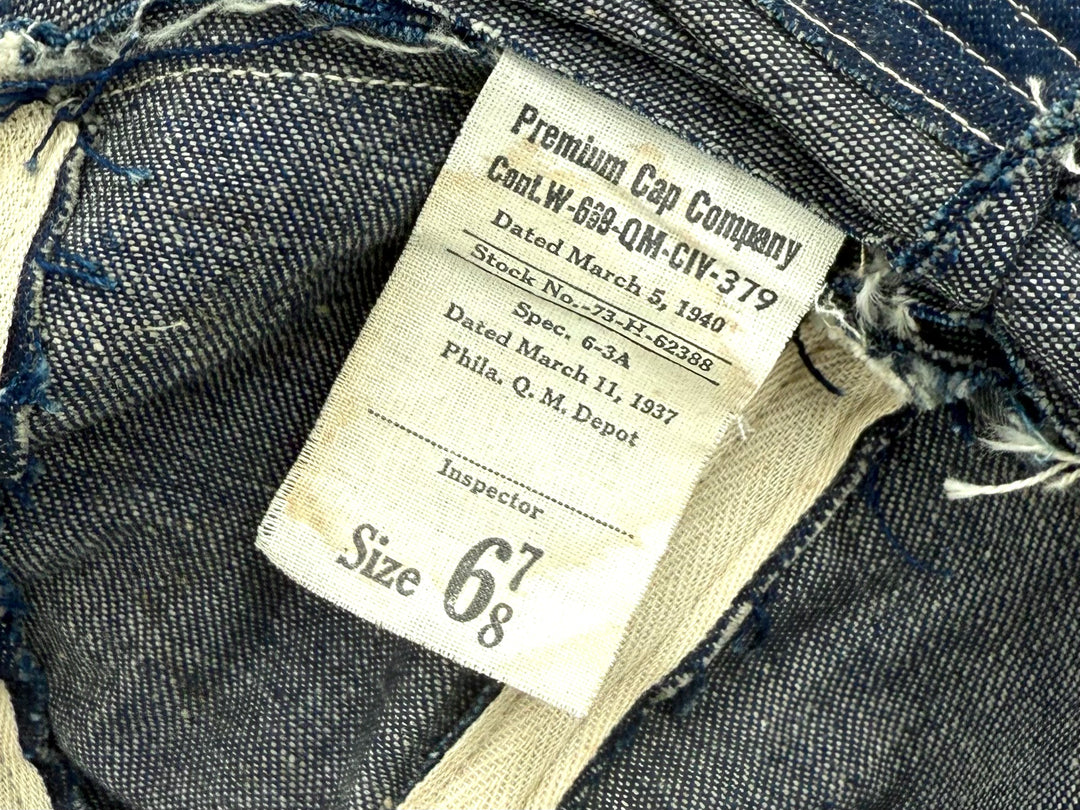 Premium Cap Company
Cont.W-669-QM-CIV-379
Dated March 5, 1940
Stock No.-73-H-62388
Spec. 6-3A
Dated March 11, 1937
Phila. Q. M. Depot
Inspector
Size 6 7/8